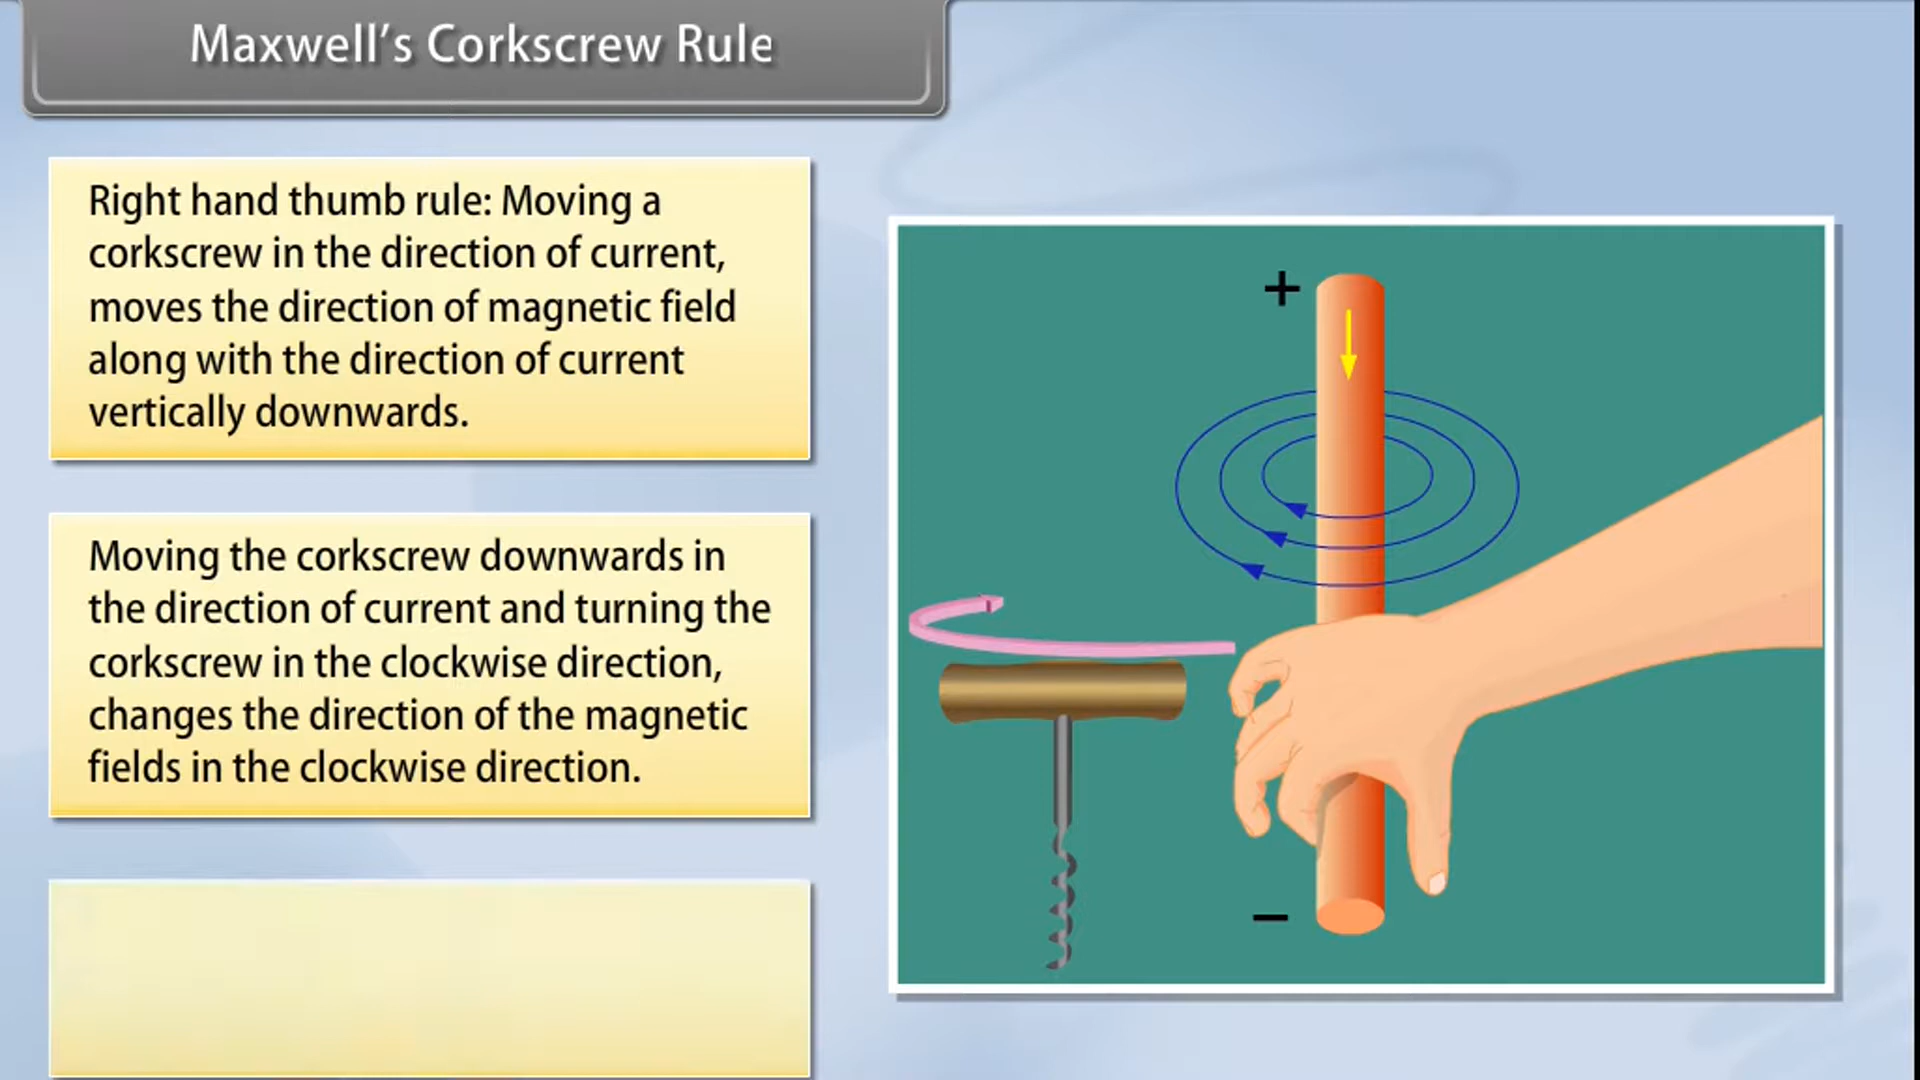 Maxwell's Corkscrew Rule
Right hand thumb rule: Moving a
corkscrew in the direction of current,
moves the direction of magnetic field
along with the direction of current
vertically downwards.
Moving the corkscrew downwards in
the direction of current and turning the
corkscrew in the clockwise direction,
changes the direction of the magnetic
fields in the clockwise direction.
+
−